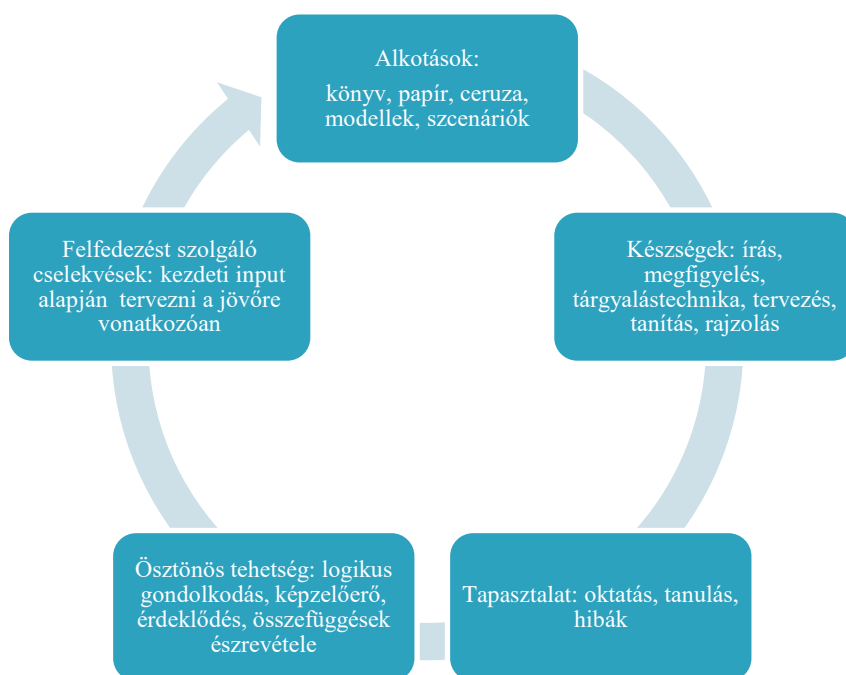 Alkotások:
könyv, papír, ceruza,
modellek, szcenáriók
Készségek: írás,
megfigyelés,
tárgyalástechnika, tervezés,
tanítás, rajzolás
Tapasztalat: oktatás, tanulás,
hibák
Ösztönös tehetség: logikus
gondolkodás, képzelőerő,
érdeklődés, összefüggések
észrevétele
Felfedezést szolgáló
cselekvések: kezdeti input
alapján tervezni a jövőre
vonatkozóan